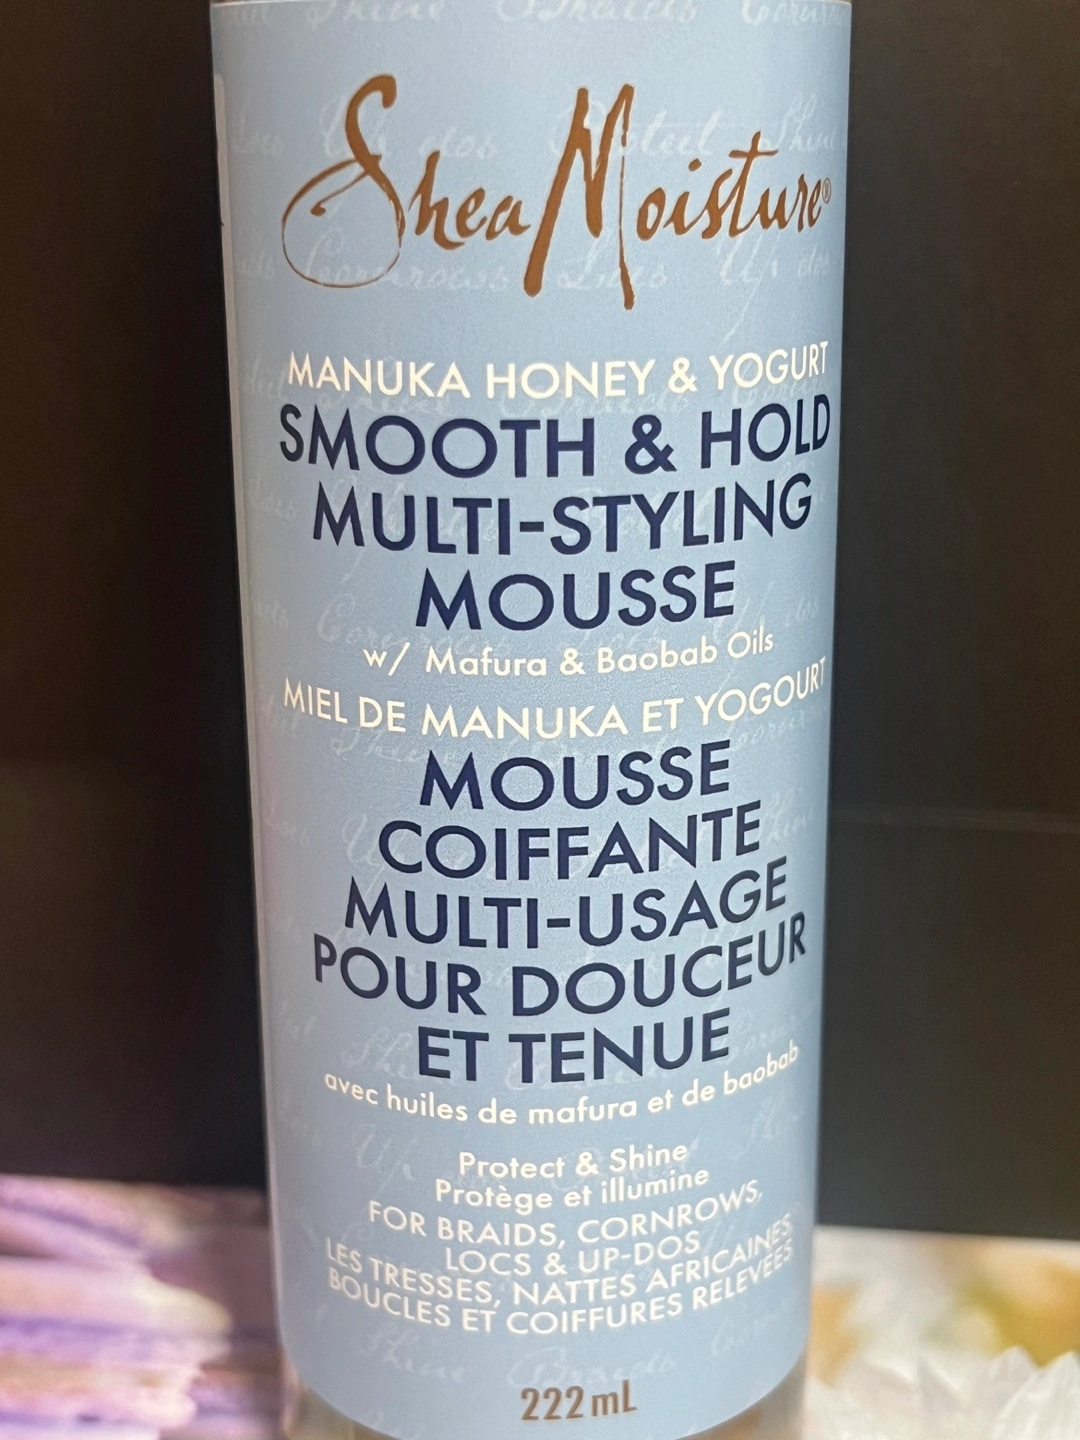 SheaMoisture®
MANUKA HONEY & YOGURT
SMOOTH & HOLD
MULTI-STYLING
MOUSSE
w/ Mafura & Baobab Oils
MIEL DE MANUKA ET YOGOURT
MOUSSE
COIFFANTE
MULTI-USAGE
POUR DOUCEUR
ET TENUE
avec huiles de mafura et de baobab
Protect & Shine
Protège et illumine
FOR BRAIDS, CORNROWS,
LOCS & UP-DOS
LES TRESSES, NATTES AFRICAINES,
BOUCLES ET COIFFURES RELEVÉES
222 mL